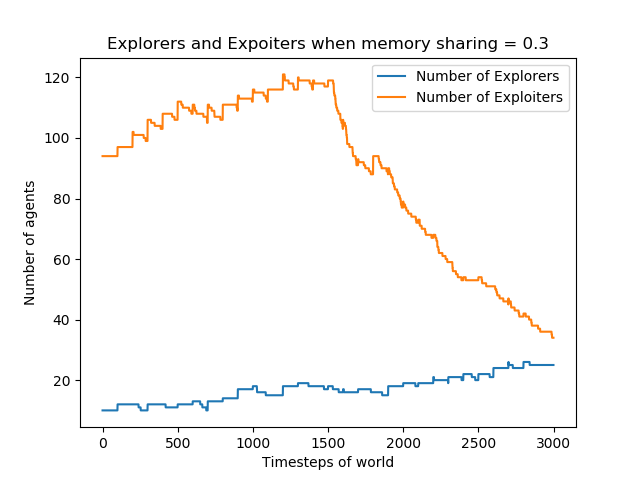 Explorers and Expoiters when memory sharing = 0.3
Number of Explorers
Number of Exploiters
Number of agents
120
100
80
60
40
20
0 500 1000 1500 2000 2500 3000
Timesteps of world